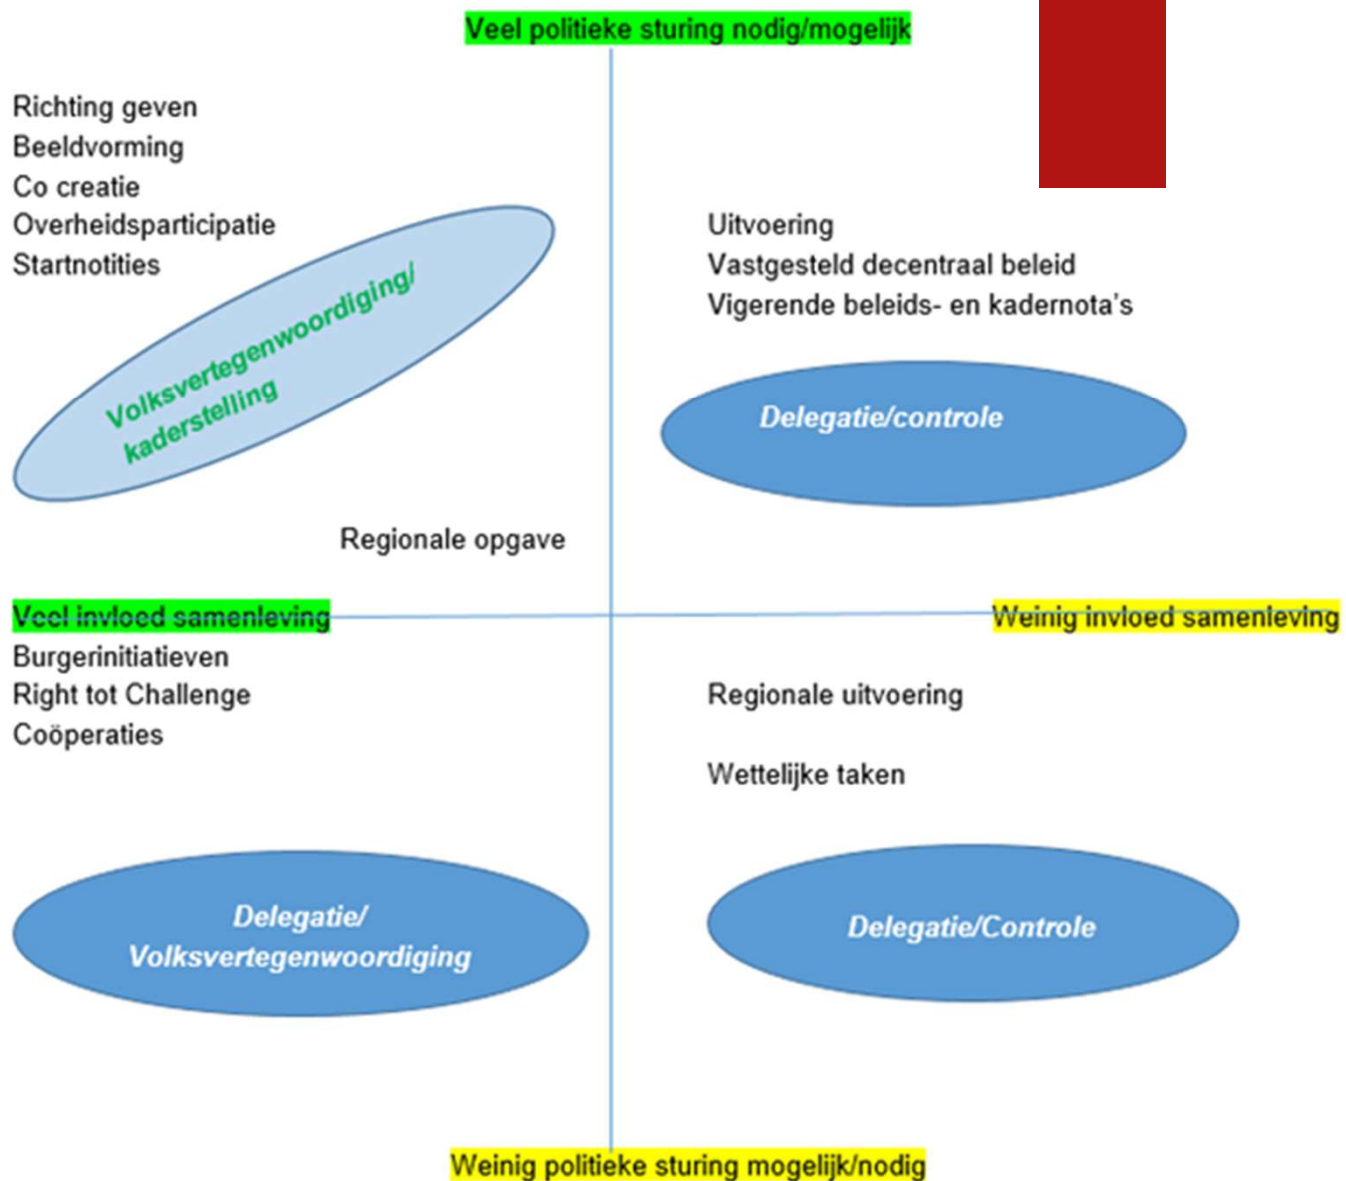 Veel politieke sturing nodig/mogelijk
Richting geven
Beeldvorming
Co creatie
Overheidsparticipatie
Startnotities
Volksvertegenwoordiging/
kaderstelling
Regionale opgave
Uitvoering
Vastgesteld decentraal beleid
Vigerende beleids- en kadernota's
Delegatie/controle
Veel invloed samenleving
Weinig invloed samenleving
Burgerinitiatieven
Right tot Challenge
Coöperaties
Delegatie/
Volksvertegenwoordiging
Regionale uitvoering
Wettelijke taken
Delegatie/Controle
Weinig politieke sturing mogelijk/nodig